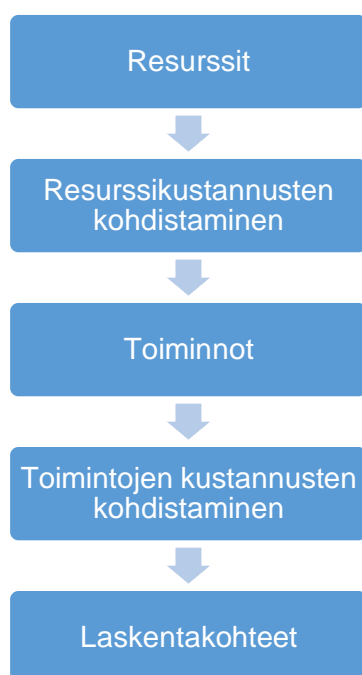 Resurssit
Resurssikustannusten
kohdistaminen
Toiminnot
Toimintojen kustannusten
kohdistaminen
Laskentakohteet